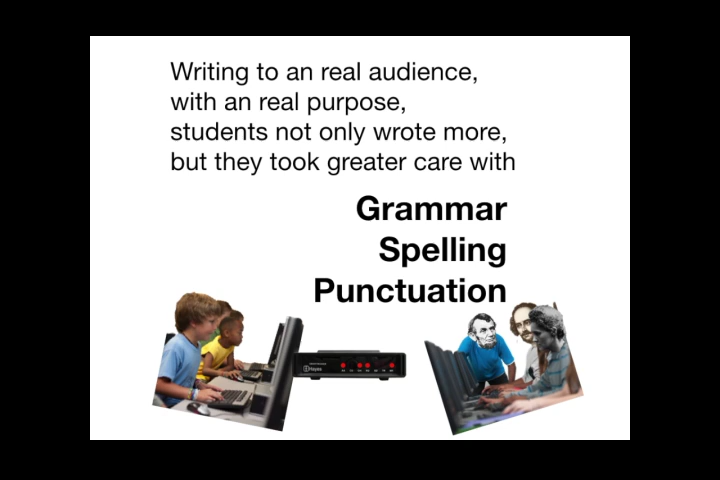 Writing to an real audience,
with an real purpose,
students not only wrote more,
but they took greater care with
Grammar
Spelling
Punctuation
Hayes